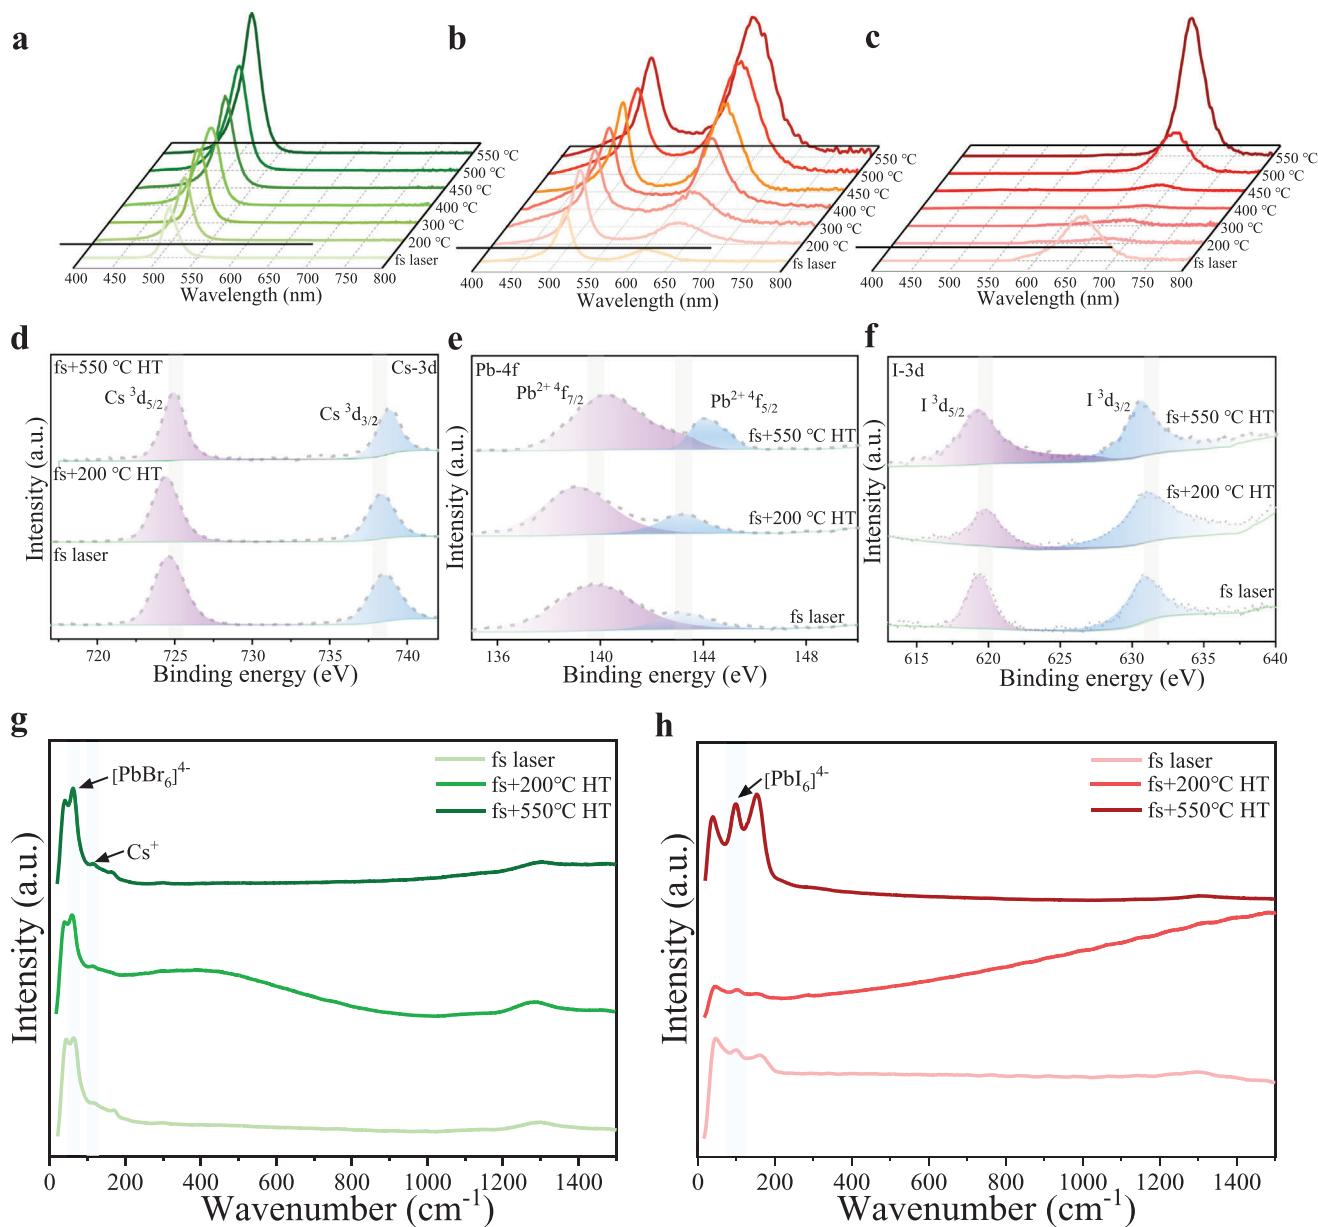 a
550 °C
500 °C
450 °C
400 °C
300 °C
200 °C
fs laser
400 450 500 550 600 650 700 750 800
Wavelength (nm)
b
550 °C
500 °C
450 °C
400 °C
300 °C
200 °C
fs laser
400 450 500 550 600 650 700 750 800
Wavelength (nm)
c
550 °C
500 °C
450 °C
400 °C
300 °C
200 °C
fs laser
400 450 500 550 600 650 700 750 800
Wavelength (nm)
d
fs+550 °C HT
Cs-3d
Cs ³d5/2
Cs ³d3/2
fs+200 °C HT
fs laser
Intensity (a.u.)
720 725 730 735 740
Binding energy (eV)
e
Pb-4f
Pb²⁺ ⁴f7/2
Pb²⁺ ⁴f5/2
fs+550 °C HT
fs+200 °C HT
fs laser
Intensity (a.u.)
136 140 144 148
Binding energy (eV)
f
I-3d
I ³d5/2
I ³d3/2
fs+550 °C HT
fs+200 °C HT
fs laser
Intensity (a.u.)
615 620 625 630 635 640
Binding energy (eV)
g
[PbBr₆]⁴⁻
Cs⁺
fs laser
fs+200°C HT
fs+550°C HT
Intensity (a.u.)
0 200 400 600 800 1000 1200 1400
Wavenumber (cm⁻¹)
h
[PbI₆]⁴⁻
fs laser
fs+200°C HT
fs+550°C HT
Intensity (a.u.)
0 200 400 600 800 1000 1200 1400
Wavenumber (cm⁻¹)